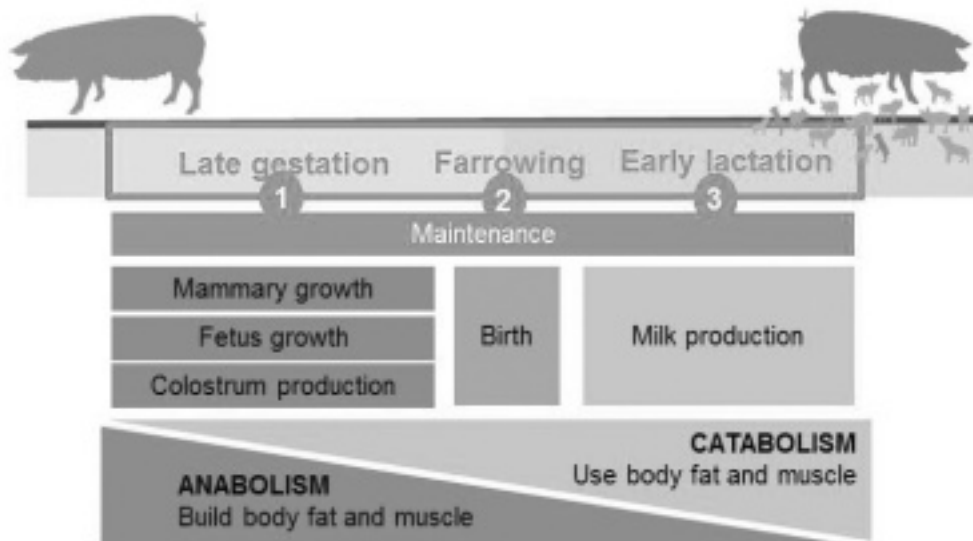 Late gestation Farrowing Early lactation
1 2 3
Maintenance
Mammary growth
Fetus growth
Colostrum production
Birth
Milk production
CATABOLISM
Use body fat and muscle
ANABOLISM
Build body fat and muscle